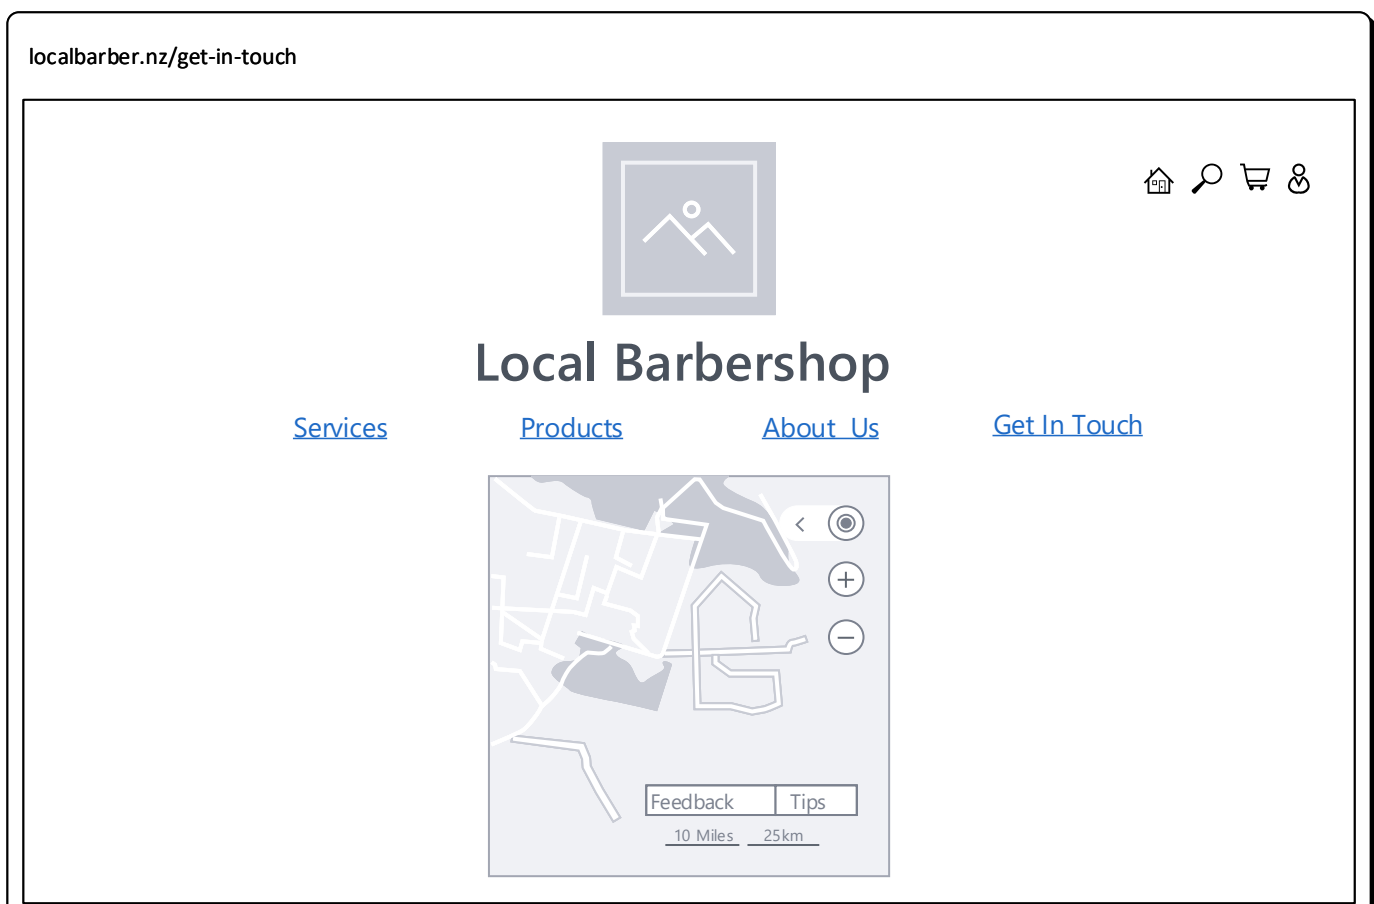 localbarber.nz/get-in-touch
Local Barbershop
Services Products About Us Get In Touch
Feedback Tips
10 Miles 25km